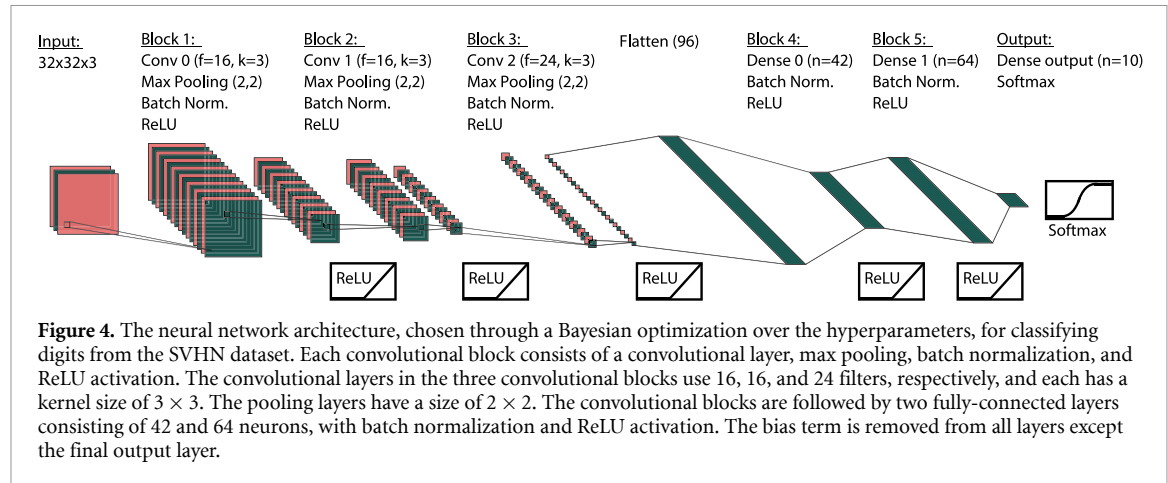 Input:
32x32x3
Block 1:
Conv 0 (f=16, k=3)
Max Pooling (2,2)
Batch Norm.
ReLU
Block 2:
Conv 1 (f=16, k=3)
Max Pooling (2,2)
Batch Norm.
ReLU
Block 3:
Conv 2 (f=24, k=3)
Max Pooling (2,2)
Batch Norm.
ReLU
Flatten (96)
Block 4:
Dense 0 (n=42)
Batch Norm.
ReLU
Block 5:
Dense 1 (n=64)
Batch Norm.
ReLU
Output:
Dense output (n=10)
Softmax
Softmax
ReLU
ReLU
ReLU
ReLU
ReLU
Figure 4. The neural network architecture, chosen through a Bayesian optimization over the hyperparameters, for classifying
digits from the SVHN dataset. Each convolutional block consists of a convolutional layer, max pooling, batch normalization, and
ReLU activation. The convolutional layers in the three convolutional blocks use 16, 16, and 24 filters, respectively, and each has a
kernel size of 3 × 3. The pooling layers have a size of 2 × 2. The convolutional blocks are followed by two fully-connected layers
consisting of 42 and 64 neurons, with batch normalization and ReLU activation. The bias term is removed from all layers except
the final output layer.